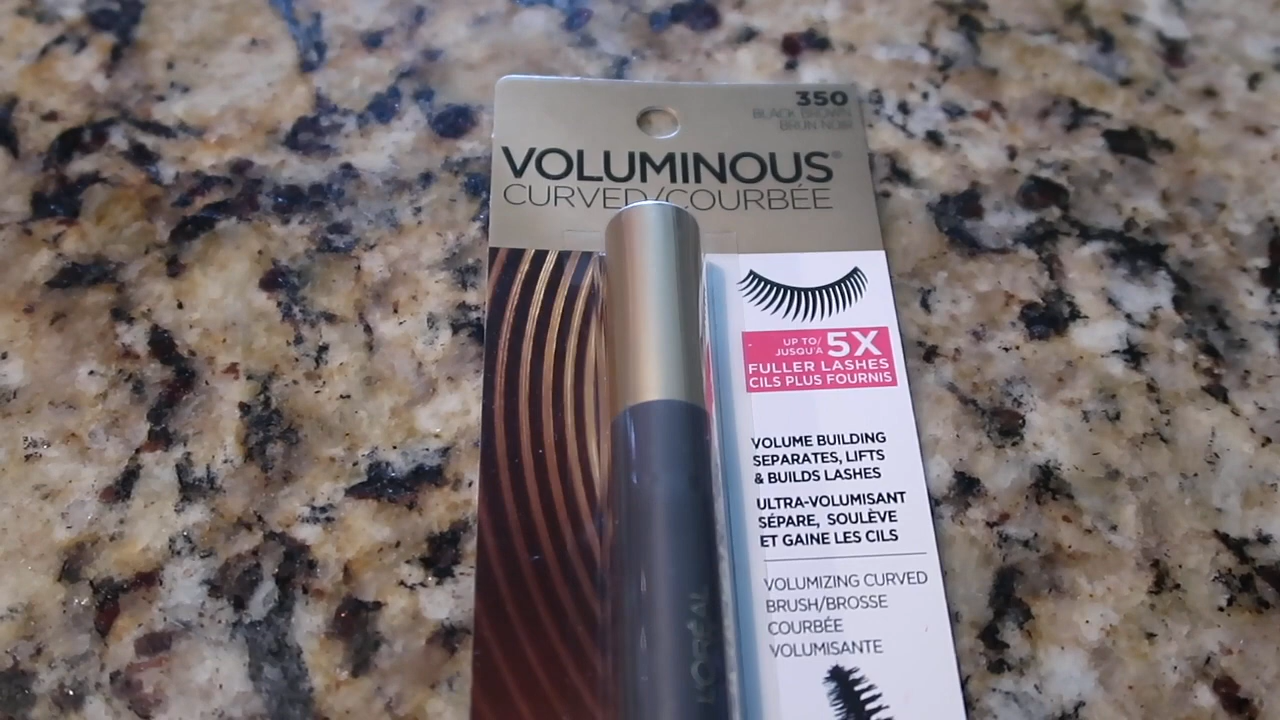 350
BLACK BROWN
BRUN NOIR
VOLUMINOUS®
CURVED/COURBÉE
UP TO/
JUSQU'A 5X
FULLER LASHES
CILS PLUS FOURNIS
VOLUME BUILDING
SEPARATES, LIFTS
& BUILDS LASHES
ULTRA-VOLUMISANT
SÉPARE, SOULÈVE
ET GAINE LES CILS
VOLUMIZING CURVED
BRUSH/BROSSE
COURBÉE
VOLUMISANTE
L'ORÉAL